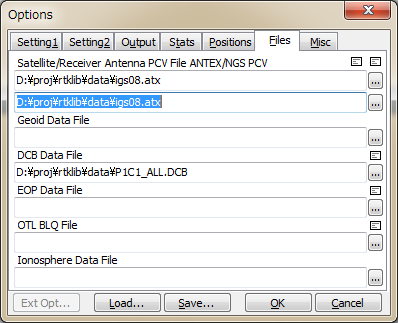 Options
Setting1 Setting2 Output Stats Positions Files Misc
Satellite/Receiver Antenna PCV File ANTEX/NGS PCV
D:¥proj¥rtklib¥data¥igs08.atx ...
D:¥proj¥rtklib¥data¥igs08.atx ...
Geoid Data File
...
DCB Data File
D:¥proj¥rtklib¥data¥P1C1_ALL.DCB ...
EOP Data File
...
OTL BLQ File
...
Ionosphere Data File
...
Ext Opt... Load... Save... OK Cancel